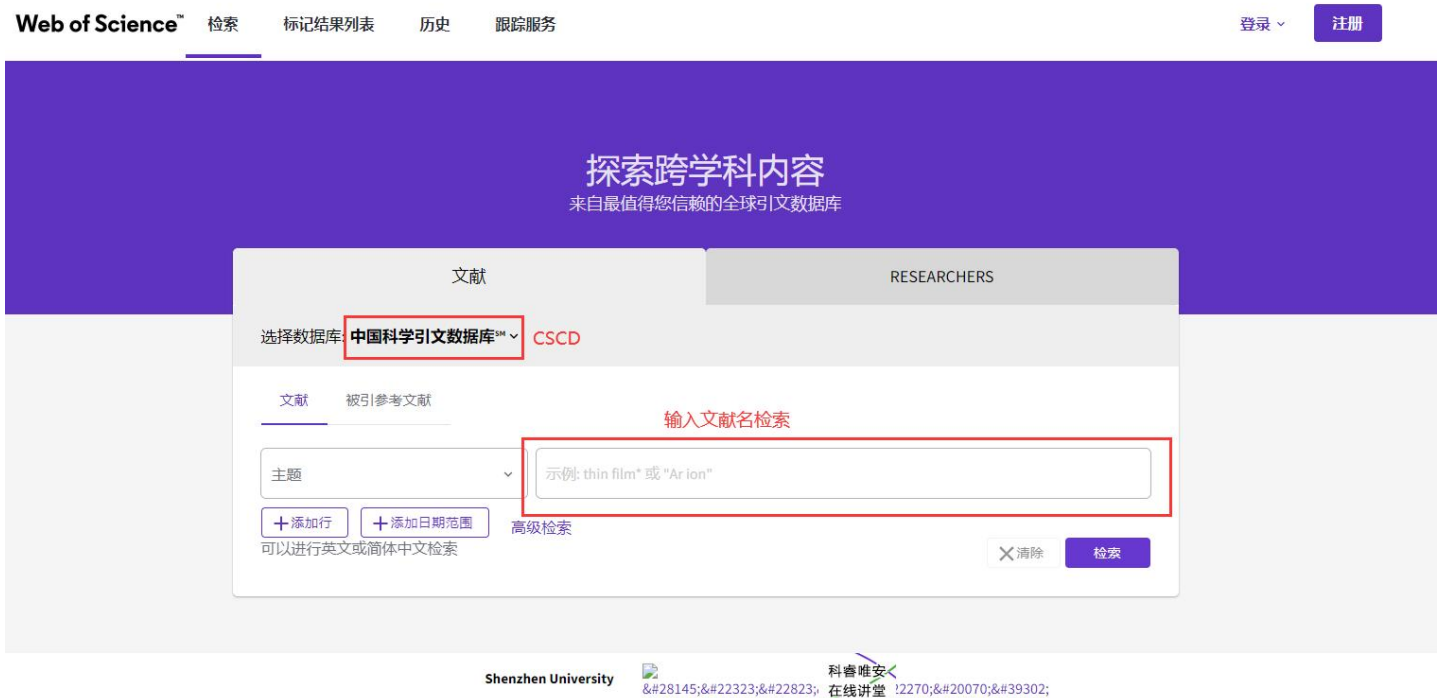 Web of Science™ 检索 标记结果列表 历史 跟踪服务 登录 注册
探索跨学科内容
来自最值得您信赖的全球引文数据库
文献 RESEARCHERS
选择数据库: 中国科学引文数据库℠ CSCD
文献 被引参考文献
输入文献名检索
主题 示例: thin film* 或 "Ar ion"
+添加行 +添加日期范围 高级检索
可以进行英文或简体中文检索
×清除 检索
科睿唯安
Shenzhen University &#28145;&#22323;&#22823; 在线讲堂 22270;&#20070;&#39302;